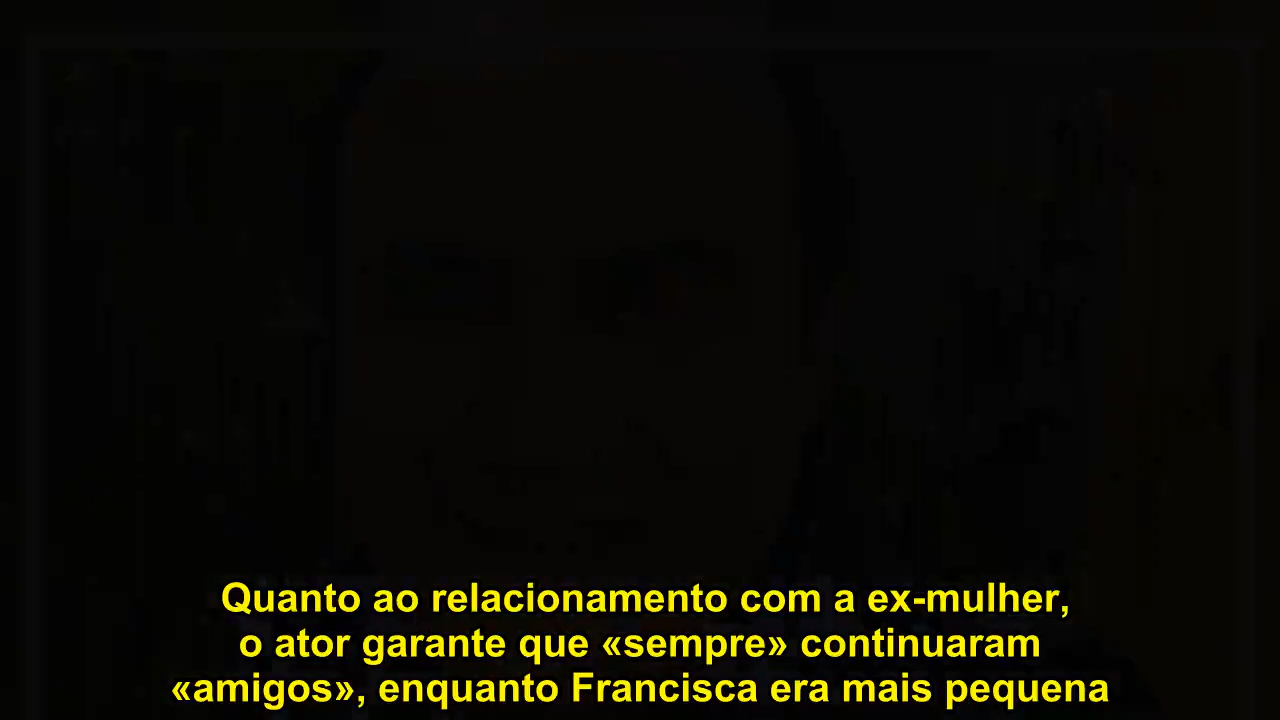 Quanto ao relacionamento com a ex-mulher,
o ator garante que «sempre» continuaram
«amigos», enquanto Francisca era mais pequena